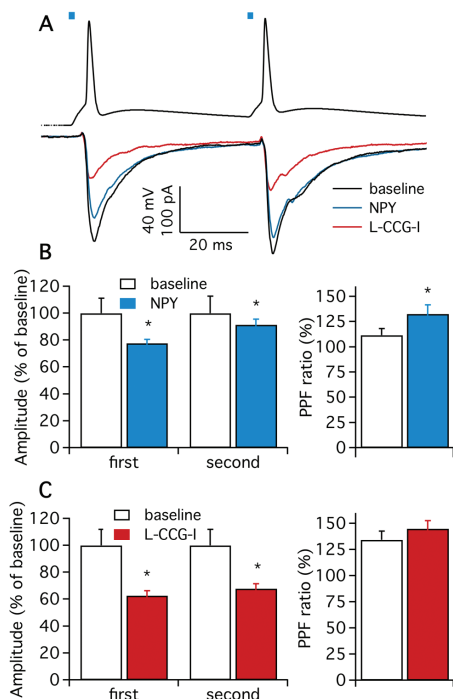 A
40 mV
100 pA
20 ms
baseline
NPY
L-CCG-I
B
Amplitude (% of baseline)
120
100
80
60
40
20
0
baseline
NPY
*
*
first
second
PPF ratio (%)
150
125
100
75
50
25
0
*
C
Amplitude (% of baseline)
120
100
80
60
40
20
0
baseline
L-CCG-I
*
*
first
second
PPF ratio (%)
150
125
100
75
50
25
0